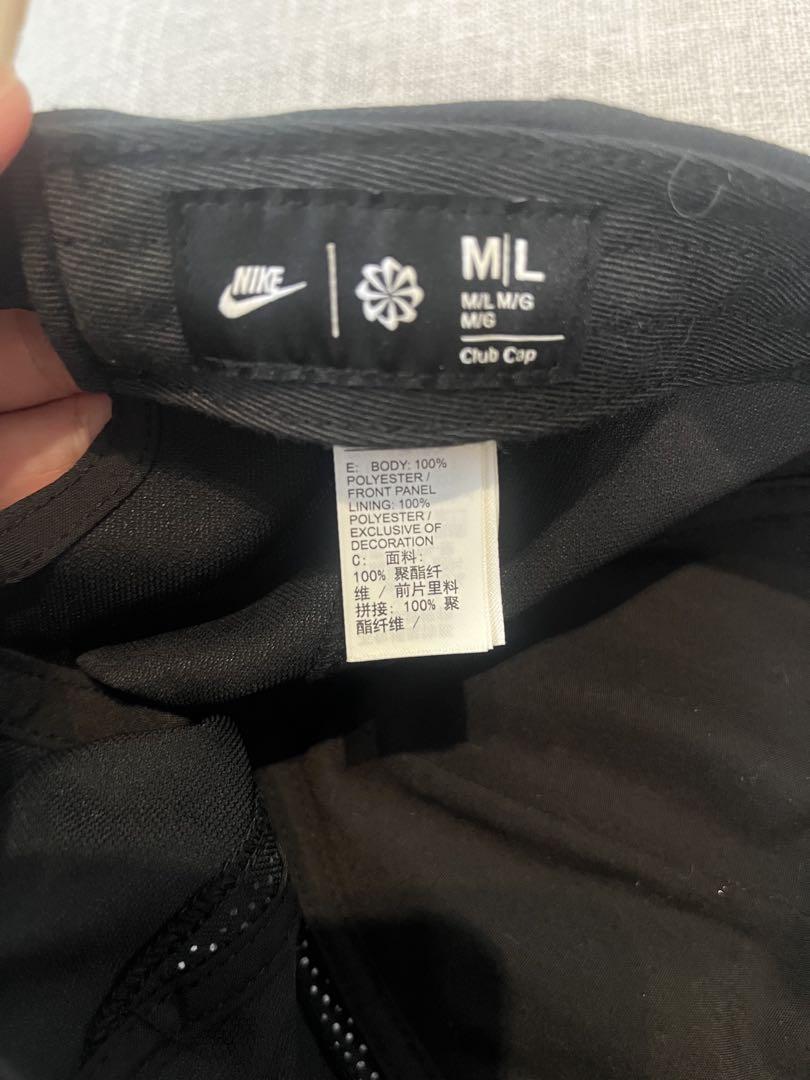 NIKE
M|L
M/L M/G
M/G
Club Cap
E: BODY: 100%
POLYESTER /
FRONT PANEL
LINING: 100%
POLYESTER /
EXCLUSIVE OF
DECORATION
C: 面料:
100% 聚酯纤
维 / 前片里料
拼接: 100% 聚
酯纤维 /